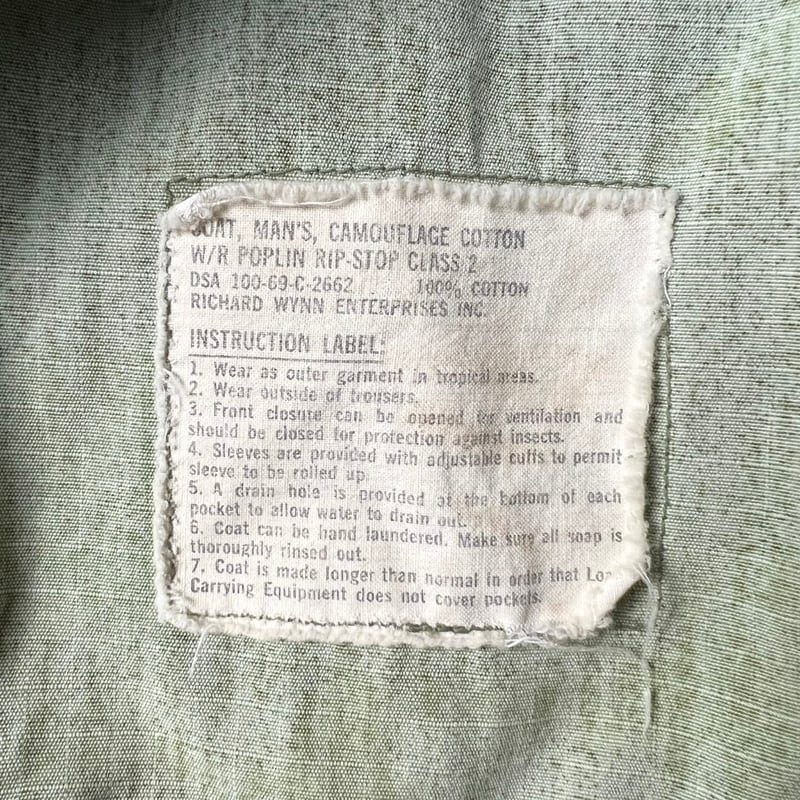 COAT, MAN'S, CAMOUFLAGE COTTON
W/R POPLIN RIP-STOP CLASS 2
DSA 100-69-C-2662 100% COTTON
RICHARD WYNN ENTERPRISES INC.
INSTRUCTION LABEL:
1. Wear as outer garment in tropical areas.
2. Wear outside of trousers.
3. Front closure can be opened for ventilation and
should be closed for protection against insects.
4. Sleeves are provided with adjustable cuffs to permit
sleeve to be rolled up.
5. A drain hole is provided at the bottom of each
pocket to allow water to drain out.
6. Coat can be hand laundered. Make sure all soap is
thoroughly rinsed out.
7. Coat is made longer than normal in order that
Carrying Equipment does not cover pockets.